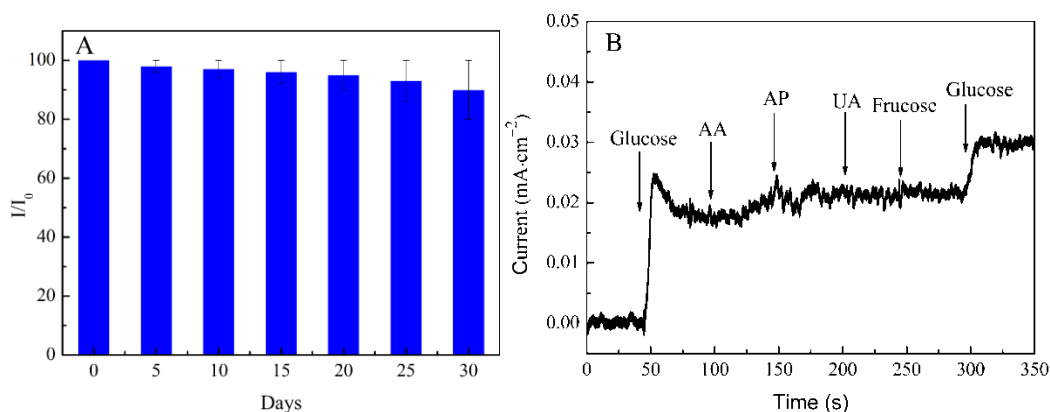 A
100
80
60
40
20
0
I/I0
0 5 10 15 20 25 30
Days
B
0.05
0.04
0.03
0.02
0.01
0.00
Current (mA·cm−2)
Glucose
AA
AP
UA
Frucosc
Glucose
0 50 100 150 200 250 300 350
Time (s)